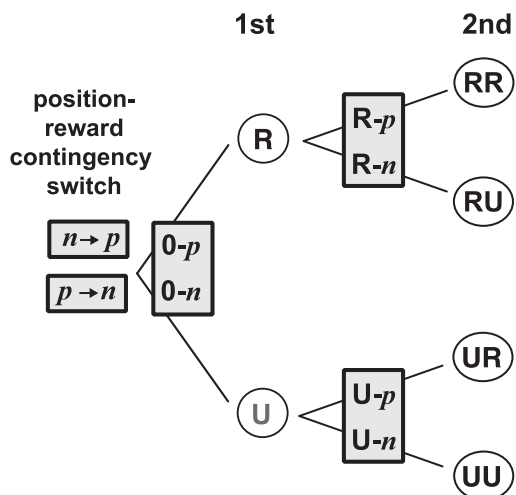 1st
2nd
position-
reward
contingency
switch
n→p
p→n
0-p
0-n
R
R-p
R-n
RR
RU
U
U-p
U-n
UR
UU